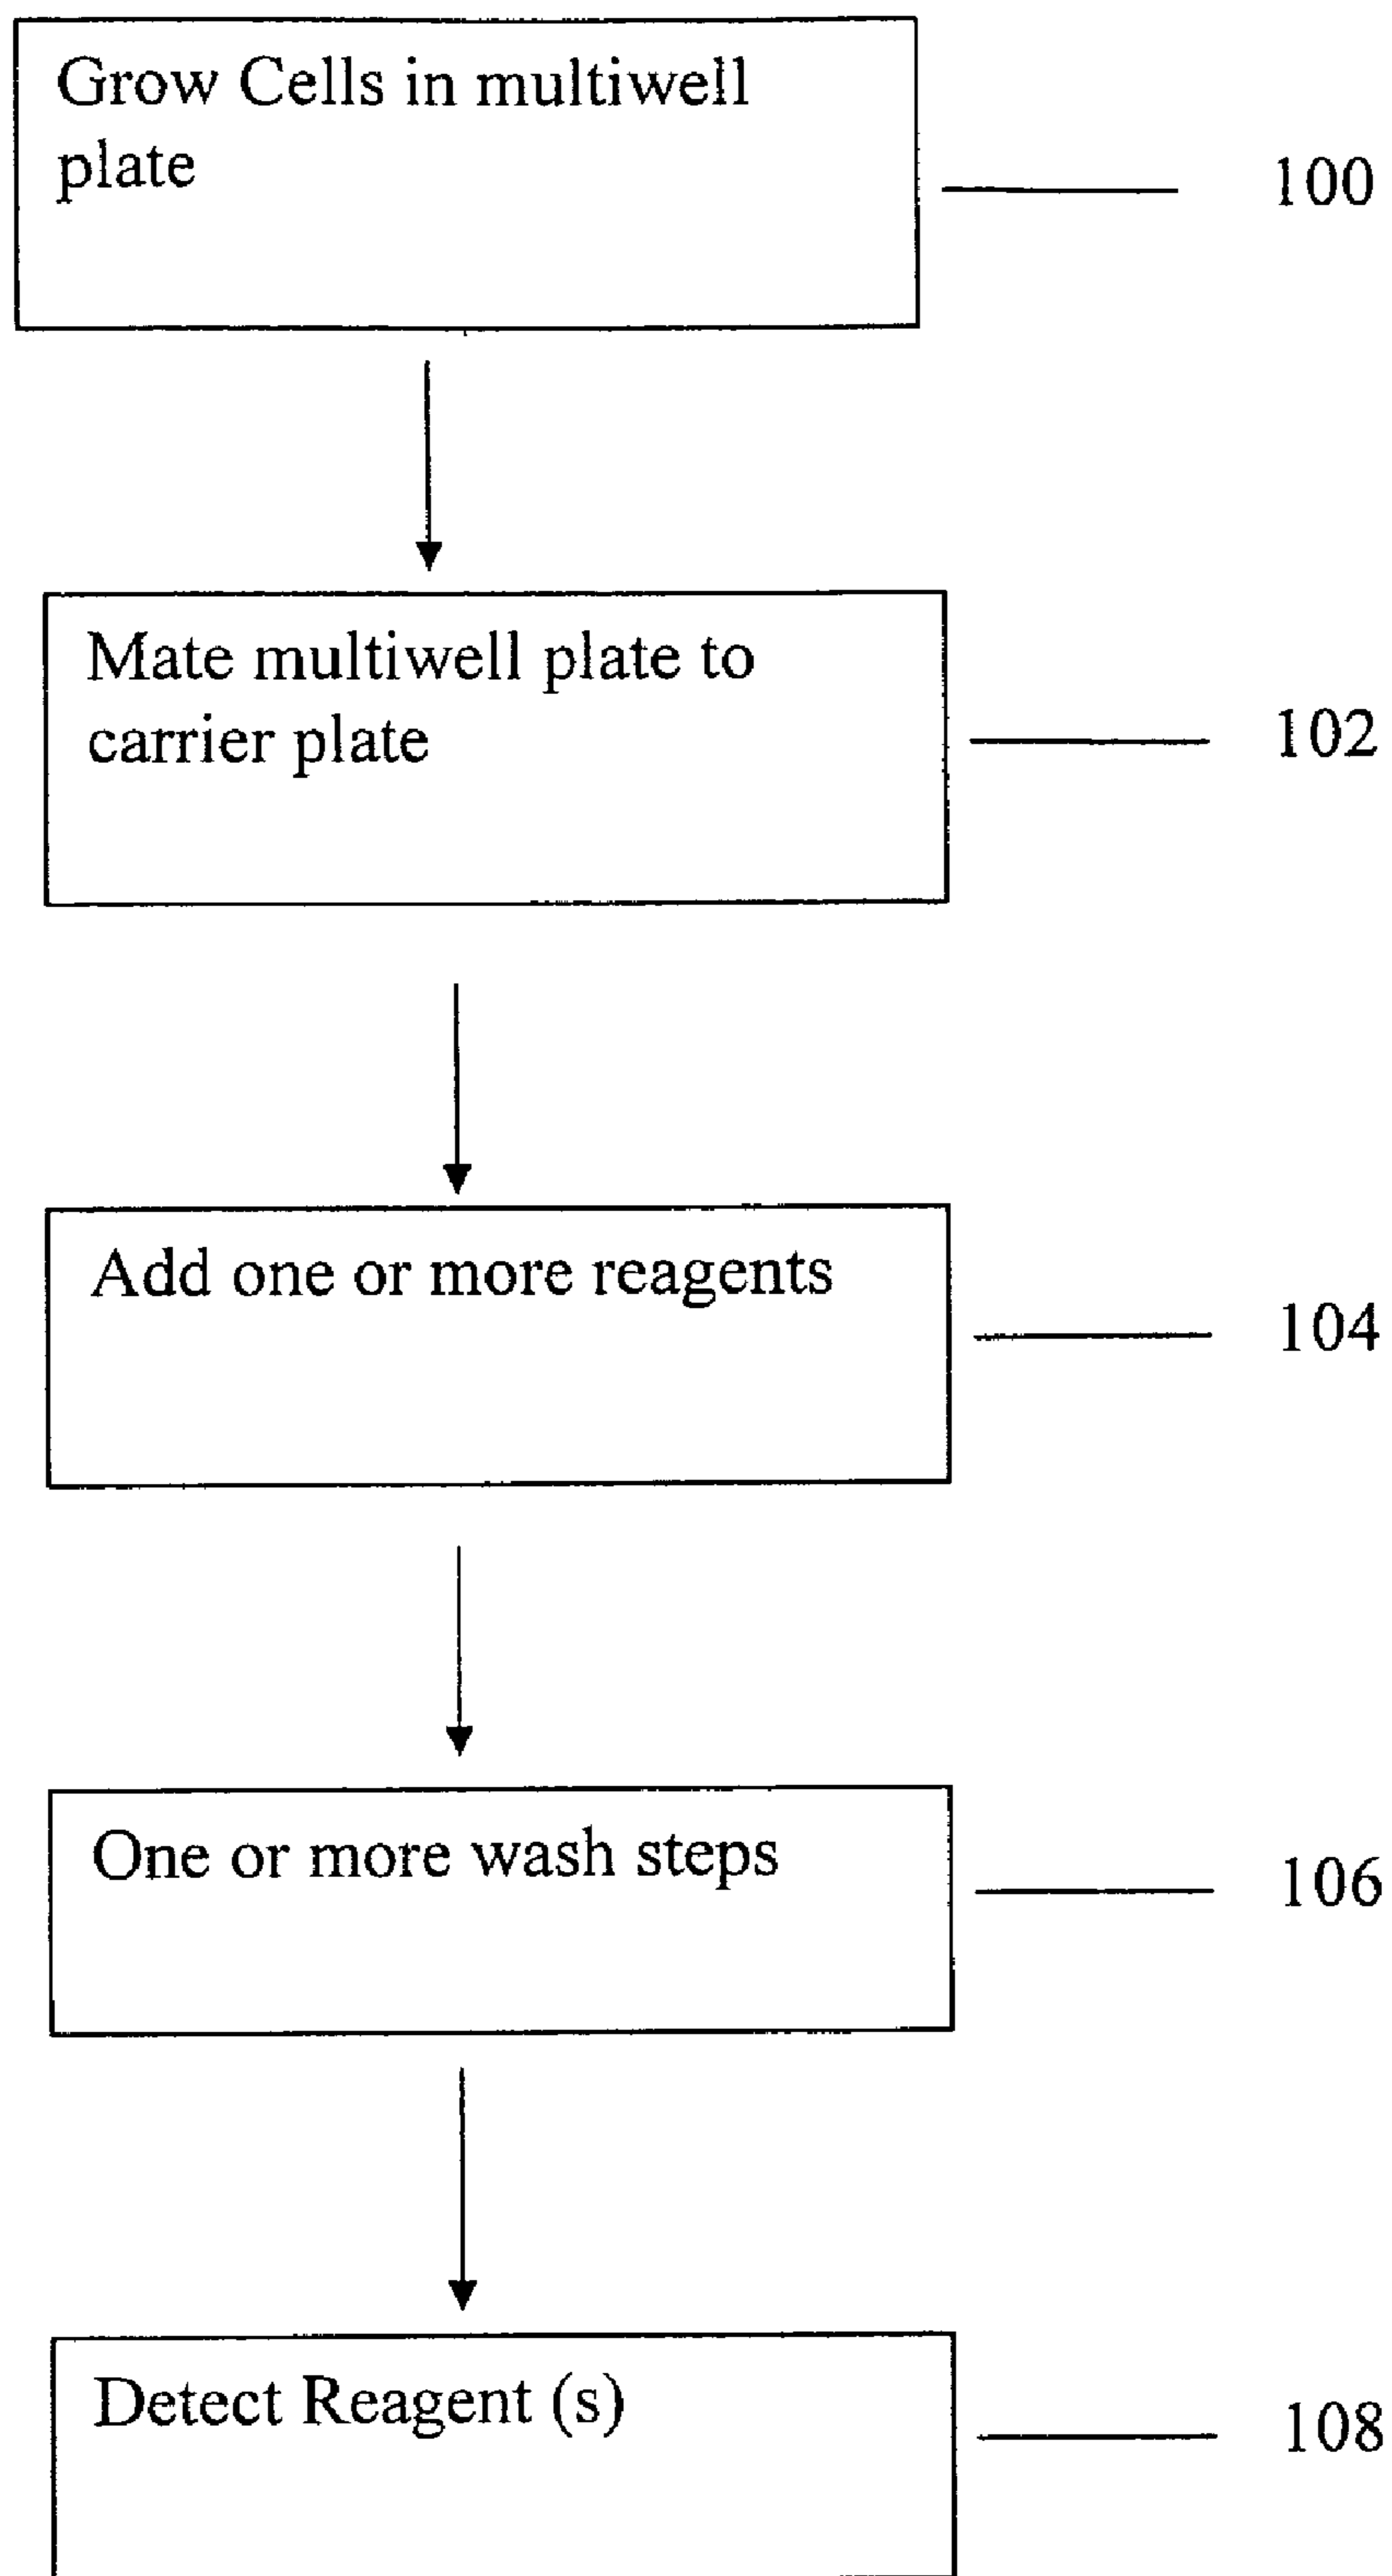 Grow Cells in multiwell
plate
100
Mate multiwell plate to
carrier plate
102
Add one or more reagents
104
One or more wash steps
106
Detect Reagent (s)
108